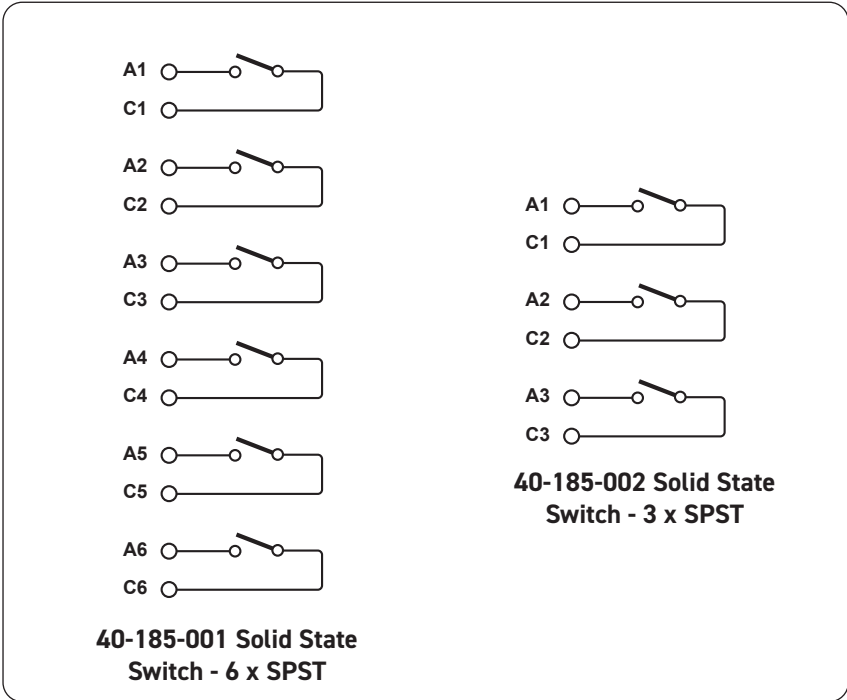 A1
C1
A2
C2
A3
C3
A4
C4
A5
C5
A6
C6
40-185-001 Solid State
Switch - 6 x SPST
A1
C1
A2
C2
A3
C3
40-185-002 Solid State
Switch - 3 x SPST